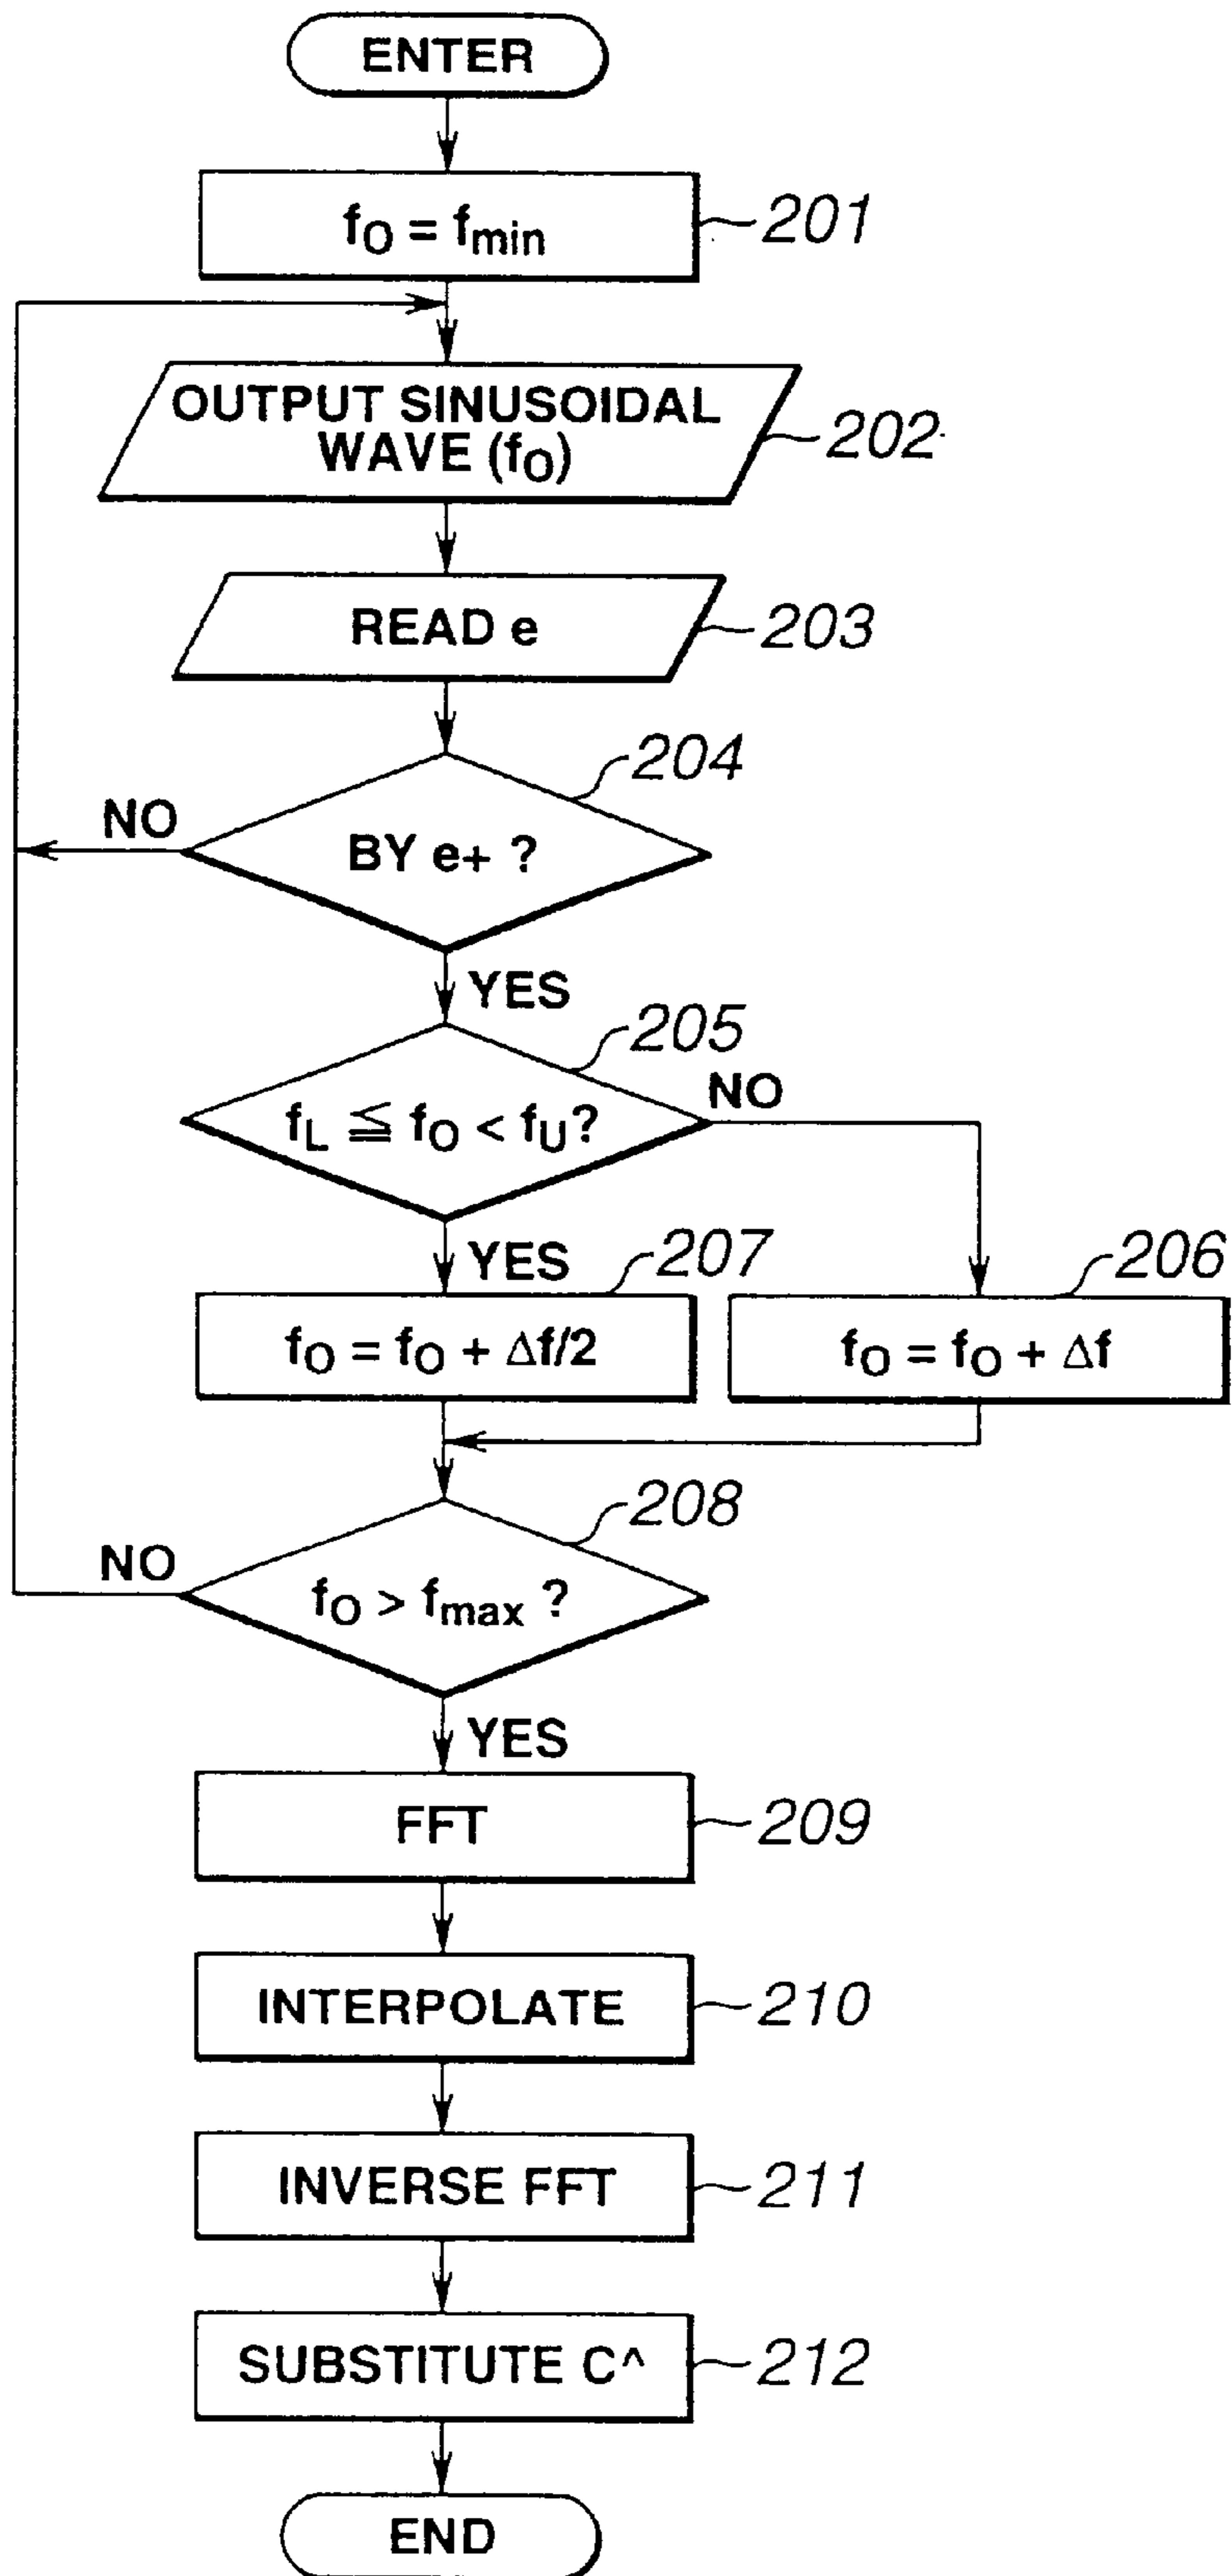 ENTER
f₀ = fmin
201
OUTPUT SINUSOIDAL
WAVE (f₀)
202
READ e
203
204
NO
BY e+ ?
YES
205
NO
fL ≦ f₀ < fU?
YES
207
206
f₀ = f₀ + Δf/2
f₀ = f₀ + Δf
208
NO
f₀ > fmax ?
YES
FFT
209
INTERPOLATE
210
INVERSE FFT
211
SUBSTITUTE C^
212
END